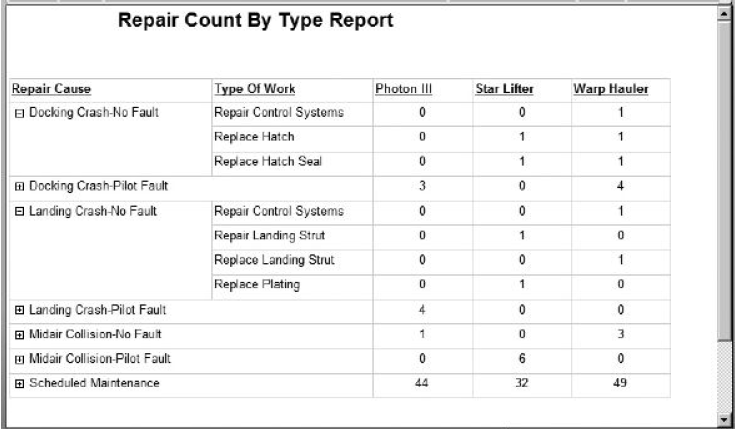 Repair Count By Type Report
Repair Cause Type Of Work Photon III Star Lifter Warp Hauler
Docking Crash-No Fault Repair Control Systems 0 0 1
Replace Hatch 0 1 1
Replace Hatch Seal 0 1 1
Docking Crash-Pilot Fault 3 0 4
Landing Crash-No Fault Repair Control Systems 0 0 1
Repair Landing Strut 0 1 0
Replace Landing Strut 0 0 1
Replace Plating 0 1 0
Landing Crash-Pilot Fault 4 0 0
Midair Collision-No Fault 1 0 3
Midair Collision-Pilot Fault 0 6 0
Scheduled Maintenance 44 32 49